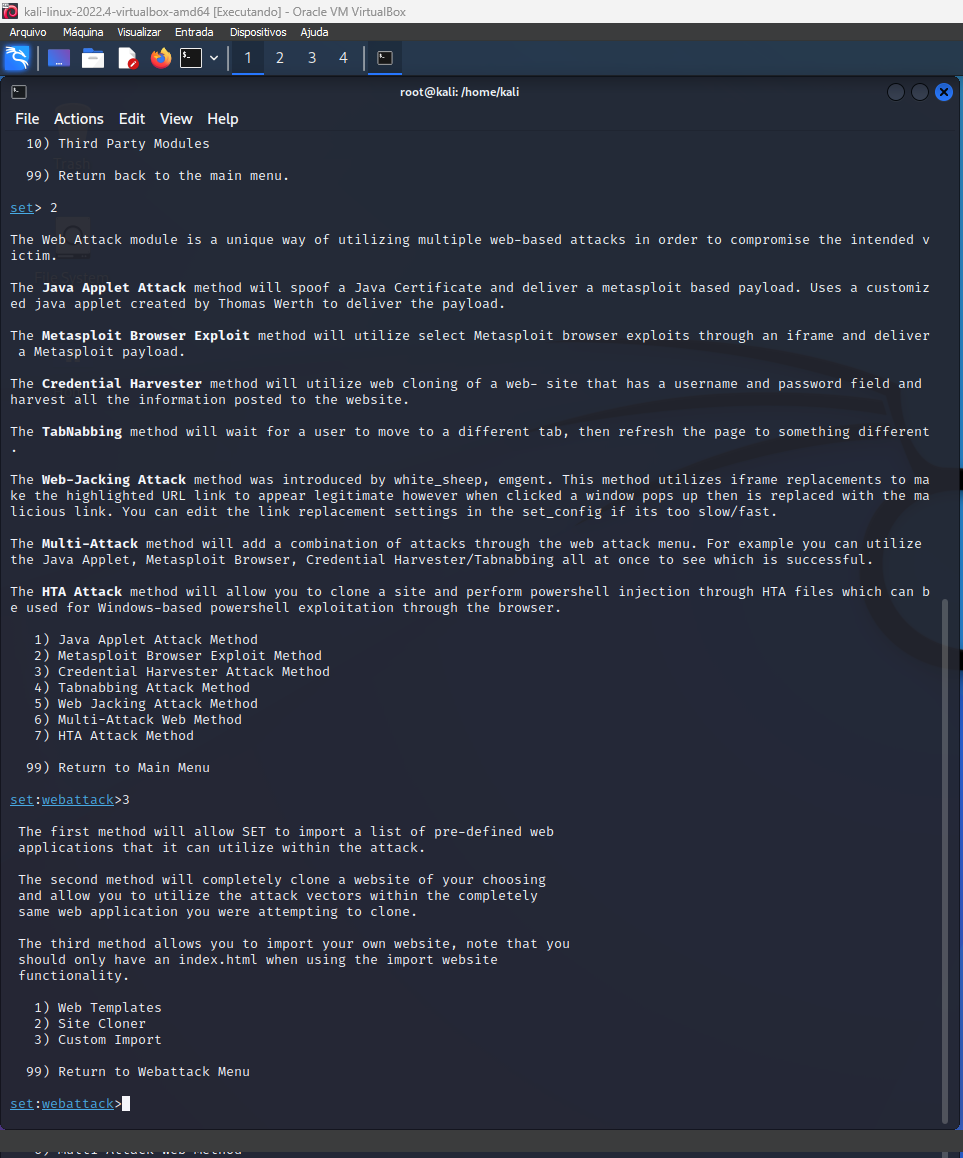 kali-linux-2022.4-virtualbox-amd64 [Executando] - Oracle VM VirtualBox
Arquivo Máquina Visualizar Entrada Dispositivos Ajuda
1 2 3 4
root@kali: /home/kali
File Actions Edit View Help
10) Third Party Modules
99) Return back to the main menu.
set> 2
The Web Attack module is a unique way of utilizing multiple web-based attacks in order to compromise the intended v
ictim.
The Java Applet Attack method will spoof a Java Certificate and deliver a metasploit based payload. Uses a customiz
ed java applet created by Thomas Werth to deliver the payload.
The Metasploit Browser Exploit method will utilize select Metasploit browser exploits through an iframe and deliver
a Metasploit payload.
The Credential Harvester method will utilize web cloning of a web- site that has a username and password field and
harvest all the information posted to the website.
The TabNabbing method will wait for a user to move to a different tab, then refresh the page to something different
.
The Web-Jacking Attack method was introduced by white_sheep, emgent. This method utilizes iframe replacements to ma
ke the highlighted URL link to appear legitimate however when clicked a window pops up then is replaced with the ma
licious link. You can edit the link replacement settings in the set_config if its too slow/fast.
The Multi-Attack method will add a combination of attacks through the web attack menu. For example you can utilize
the Java Applet, Metasploit Browser, Credential Harvester/Tabnabbing all at once to see which is successful.
The HTA Attack method will allow you to clone a site and perform powershell injection through HTA files which can b
e used for Windows-based powershell exploitation through the browser.
1) Java Applet Attack Method
2) Metasploit Browser Exploit Method
3) Credential Harvester Attack Method
4) Tabnabbing Attack Method
5) Web Jacking Attack Method
6) Multi-Attack Web Method
7) HTA Attack Method
99) Return to Main Menu
set:webattack>3
The first method will allow SET to import a list of pre-defined web
applications that it can utilize within the attack.
The second method will completely clone a website of your choosing
and allow you to utilize the attack vectors within the completely
same web application you were attempting to clone.
The third method allows you to import your own website, note that you
should only have an index.html when using the import website
functionality.
1) Web Templates
2) Site Cloner
3) Custom Import
99) Return to Webattack Menu
set:webattack>